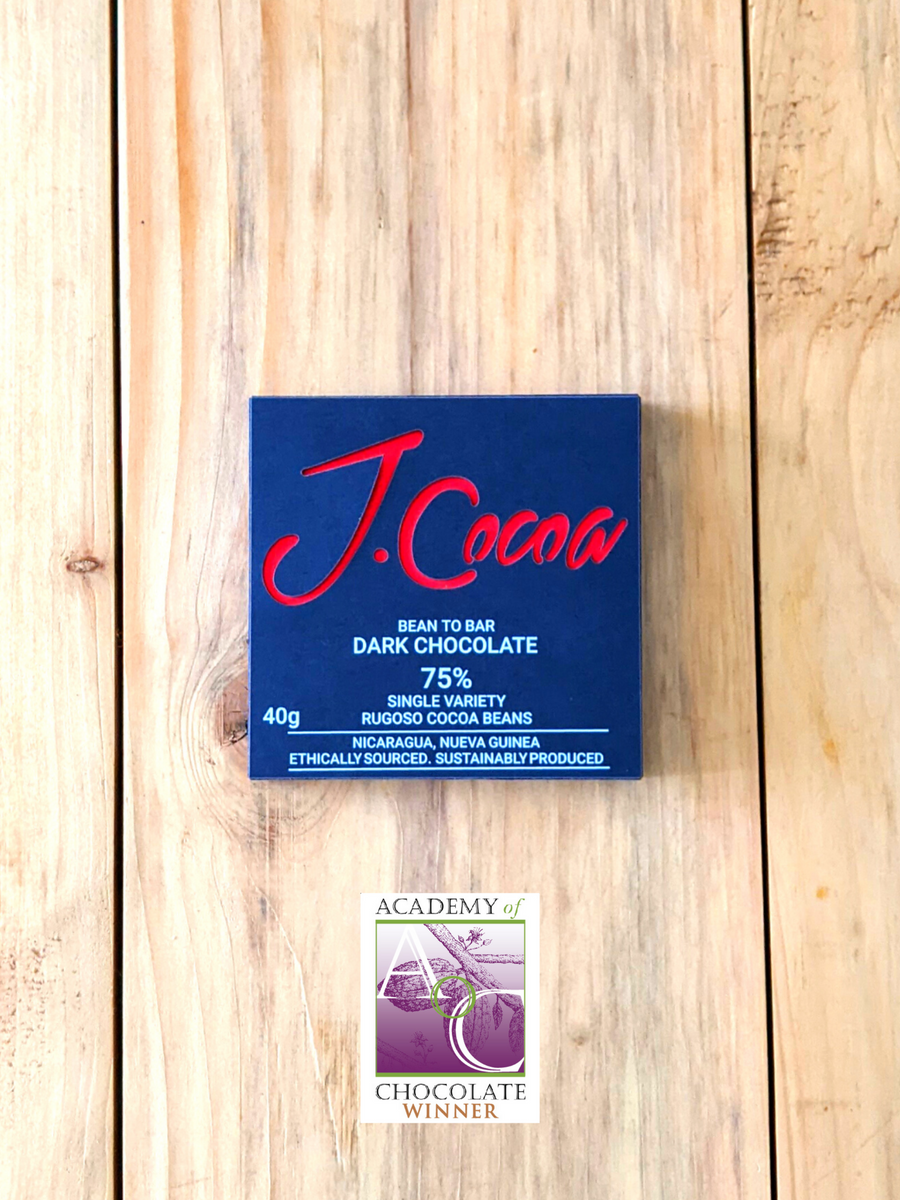 J. Cocoa
BEAN TO BAR
DARK CHOCOLATE
75%
SINGLE VARIETY
40g RUGOSO COCOA BEANS
NICARAGUA, NUEVA GUINEA
ETHICALLY SOURCED. SUSTAINABLY PRODUCED
ACADEMY of
AOC
CHOCOLATE
WINNER